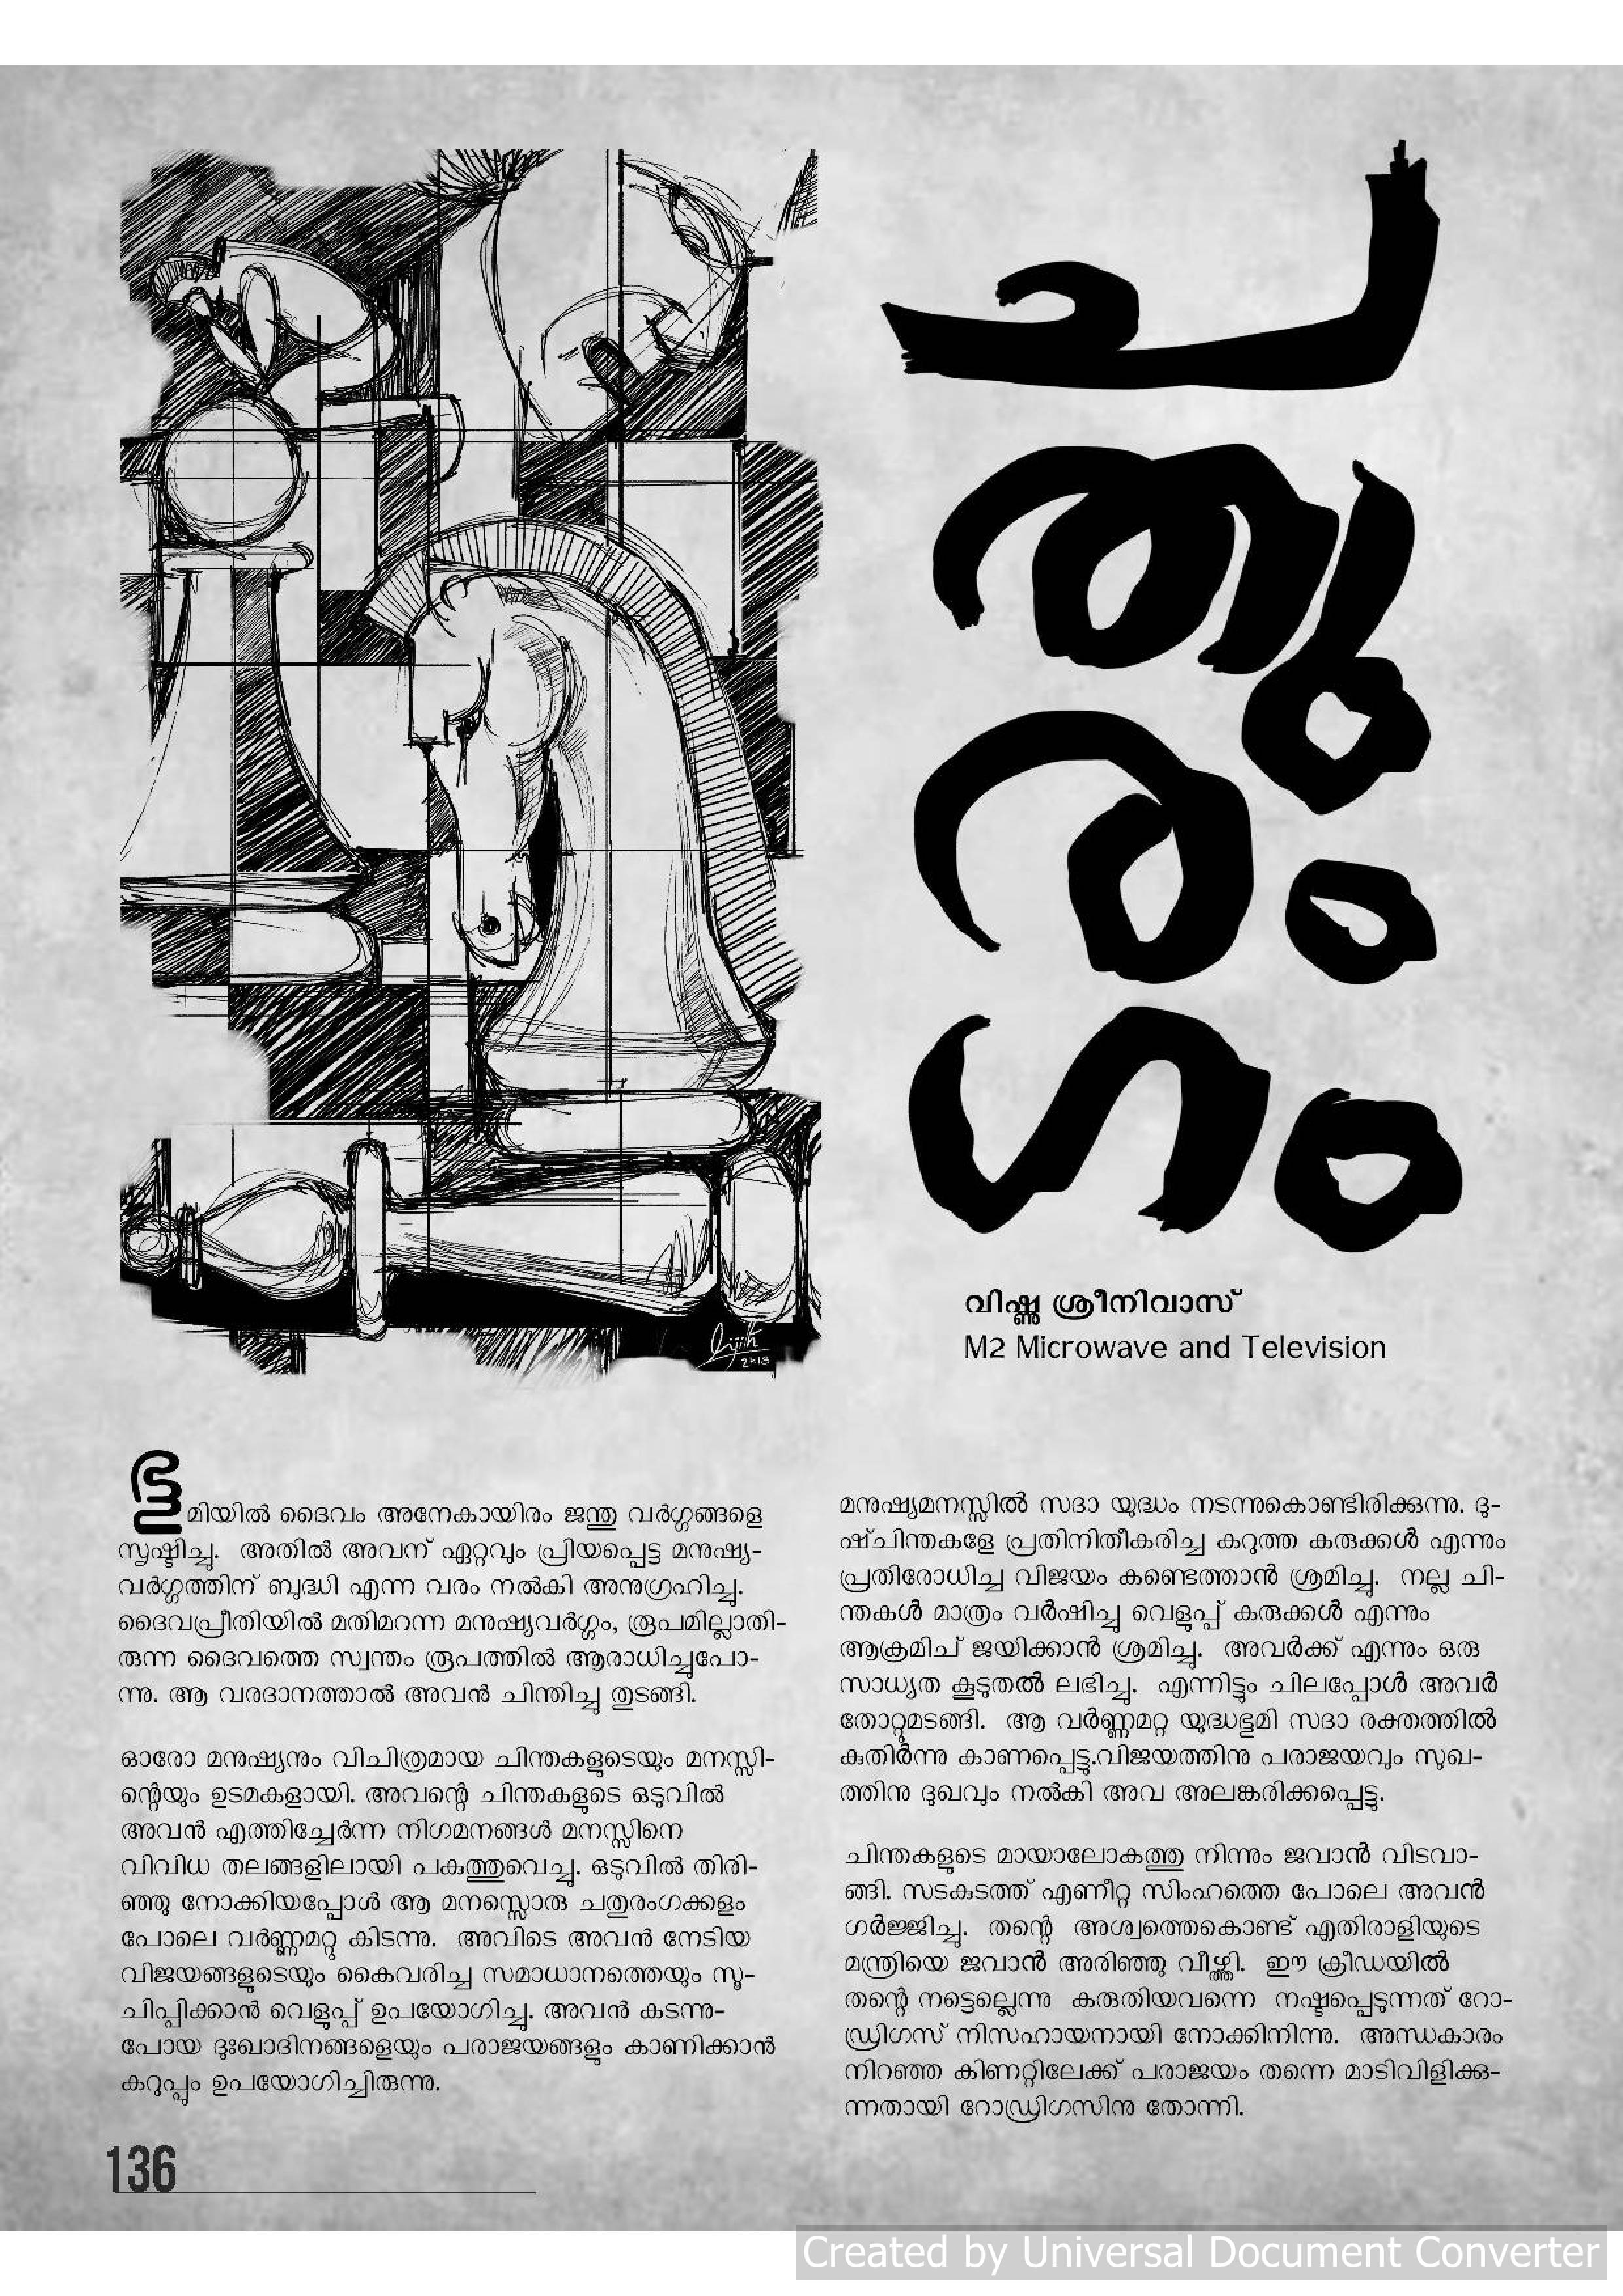 ചതുരംഗം
വിഷ്ണു ശ്രീനിവാസ്
M2 Microwave and Television
ഭൂമിയിൽ ദൈവം അനേകായിരം ജന്തു വർഗ്ഗങ്ങളെ
സൃഷ്ടിച്ചു. അതിൽ അവന് ഏറ്റവും പ്രിയപ്പെട്ട മനുഷ്യ-
വർഗ്ഗത്തിന് ബുദ്ധി എന്ന വരം നൽകി അനുഗ്രഹിച്ചു.
ദൈവപ്രീതിയിൽ മതിമറന്ന മനുഷ്യവർഗ്ഗം, രൂപമില്ലാതി-
രുന്ന ദൈവത്തെ സ്വന്തം രൂപത്തിൽ ആരാധിച്ചുപോ-
ന്നു. ആ വരദാനത്താൽ അവൻ ചിന്തിച്ചു തുടങ്ങി.
ഓരോ മനുഷ്യനും വിചിത്രമായ ചിന്തകളുടെയും മനസ്സി-
ന്റെയും ഉടമകളായി. അവന്റെ ചിന്തകളുടെ ഒടുവിൽ
അവൻ എത്തിച്ചേർന്ന നിഗമനങ്ങൾ മനസ്സിനെ
വിവിധ തലങ്ങളിലായി പകുത്തുവെച്ചു. ഒടുവിൽ തിരി-
ഞ്ഞു നോക്കിയപ്പോൾ ആ മനസ്സൊരു ചതുരംഗക്കളം
പോലെ വർണ്ണമറ്റു കിടന്നു. അവിടെ അവൻ നേടിയ
വിജയങ്ങളുടെയും കൈവരിച്ച സമാധാനത്തെയും സൂ-
ചിപ്പിക്കാൻ വെളുപ്പ് ഉപയോഗിച്ചു. അവൻ കടന്നു-
പോയ ദുഃഖാദിനങ്ങളെയും പരാജയങ്ങളും കാണിക്കാൻ
കറുപ്പും ഉപയോഗിച്ചിരുന്നു.
മനുഷ്യമനസ്സിൽ സദാ യുദ്ധം നടന്നുകൊണ്ടിരിക്കുന്നു. ദു-
ഷ്ചിന്തകളേ പ്രതിനിതീകരിച്ച കറുത്ത കരുക്കൾ എന്നും
പ്രതിരോധിച്ച വിജയം കണ്ടെത്താൻ ശ്രമിച്ചു. നല്ല ചി-
ന്തകൾ മാത്രം വർഷിച്ചു വെളുപ്പ് കരുക്കൾ എന്നും
ആക്രമിച് ജയിക്കാൻ ശ്രമിച്ചു. അവർക്ക് എന്നും ഒരു
സാധ്യത കൂടുതൽ ലഭിച്ചു. എന്നിട്ടും ചിലപ്പോൾ അവർ
തോറ്റുമടങ്ങി. ആ വർണ്ണമറ്റ യുദ്ധഭൂമി സദാ രക്തത്തിൽ
കുതിർന്നു കാണപ്പെട്ടു.വിജയത്തിനു പരാജയവും സുഖ-
ത്തിനു ദുഖവും നൽകി അവ അലങ്കരിക്കപ്പെട്ടു.
ചിന്തകളുടെ മായാലോകത്തു നിന്നും ജവാൻ വിടവാ-
ങ്ങി. സടകുടത്ത് എണീറ്റ സിംഹത്തെ പോലെ അവൻ
ഗർജ്ജിച്ചു. തന്റെ അശ്വത്തെകൊണ്ട് എതിരാളിയുടെ
മന്ത്രിയെ ജവാൻ അരിഞ്ഞു വീഴ്ത്തി. ഈ ക്രീഡയിൽ
തന്റെ നട്ടെല്ലെന്നു കരുതിയവന്നെ നഷ്ടപ്പെടുന്നത് റോ-
ഡ്രിഗസ് നിസഹായനായി നോക്കിനിന്നു. അന്ധകാരം
നിറഞ്ഞ കിണറ്റിലേക്ക് പരാജയം തന്നെ മാടിവിളിക്കു-
ന്നതായി റോഡ്രിഗസിനു തോന്നി.
136
Created by Universal Document Converter